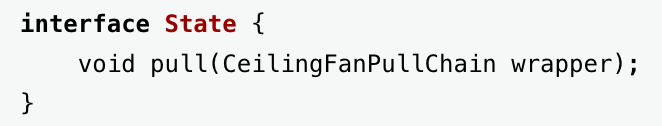 interface State {
    void pull(CeilingFanPullChain wrapper);
}